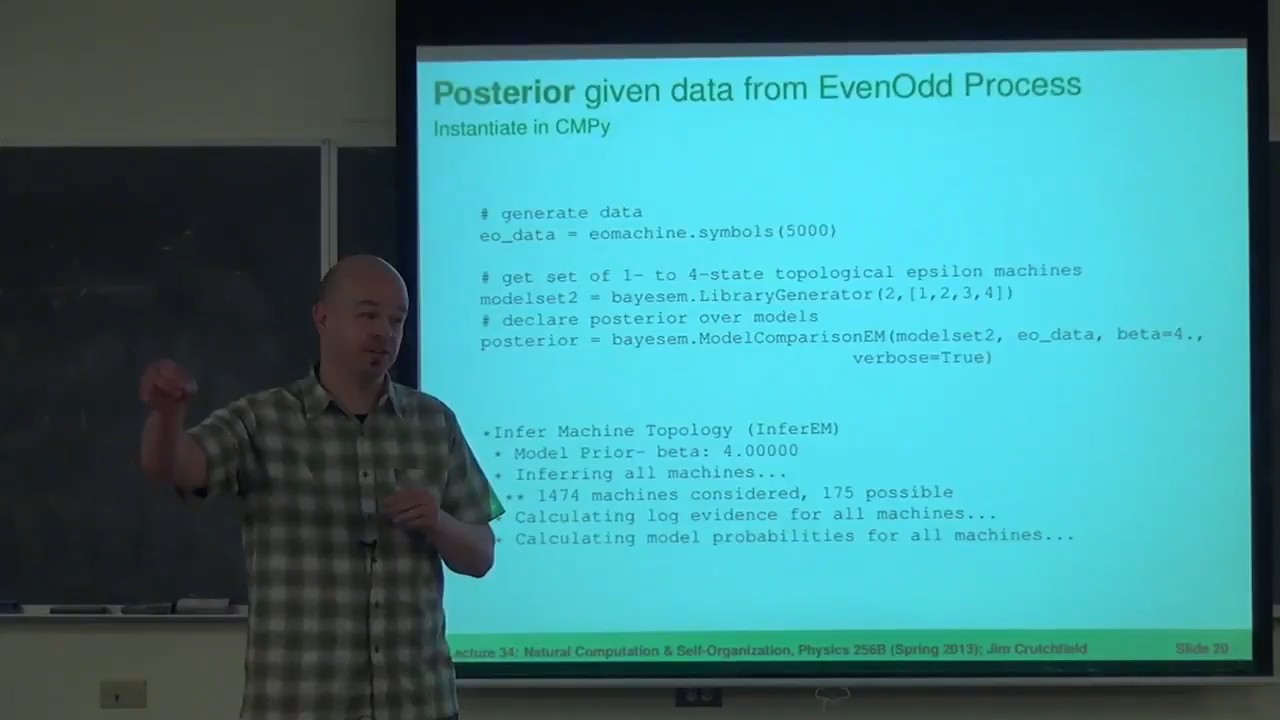 Posterior given data from EvenOdd Process
Instantiate in CMPy
# generate data
eo_data = eomachine.symbols(5000)
# get set of 1- to 4-state topological epsilon machines
modelset2 = bayesem.LibraryGenerator(2,[1,2,3,4])
# declare posterior over models
posterior = bayesem.ModelComparisonEM(modelset2, eo_data, beta=4.,
verbose=True)
*Infer Machine Topology (InferEM)
* Model Prior- beta: 4.00000
* Inferring all machines...
** 1474 machines considered, 175 possible
* Calculating log evidence for all machines...
* Calculating model probabilities for all machines...
Lecture 34: Natural Computation & Self-Organization, Physics 256B (Spring 2013); Jim Crutchfield
Slide 20